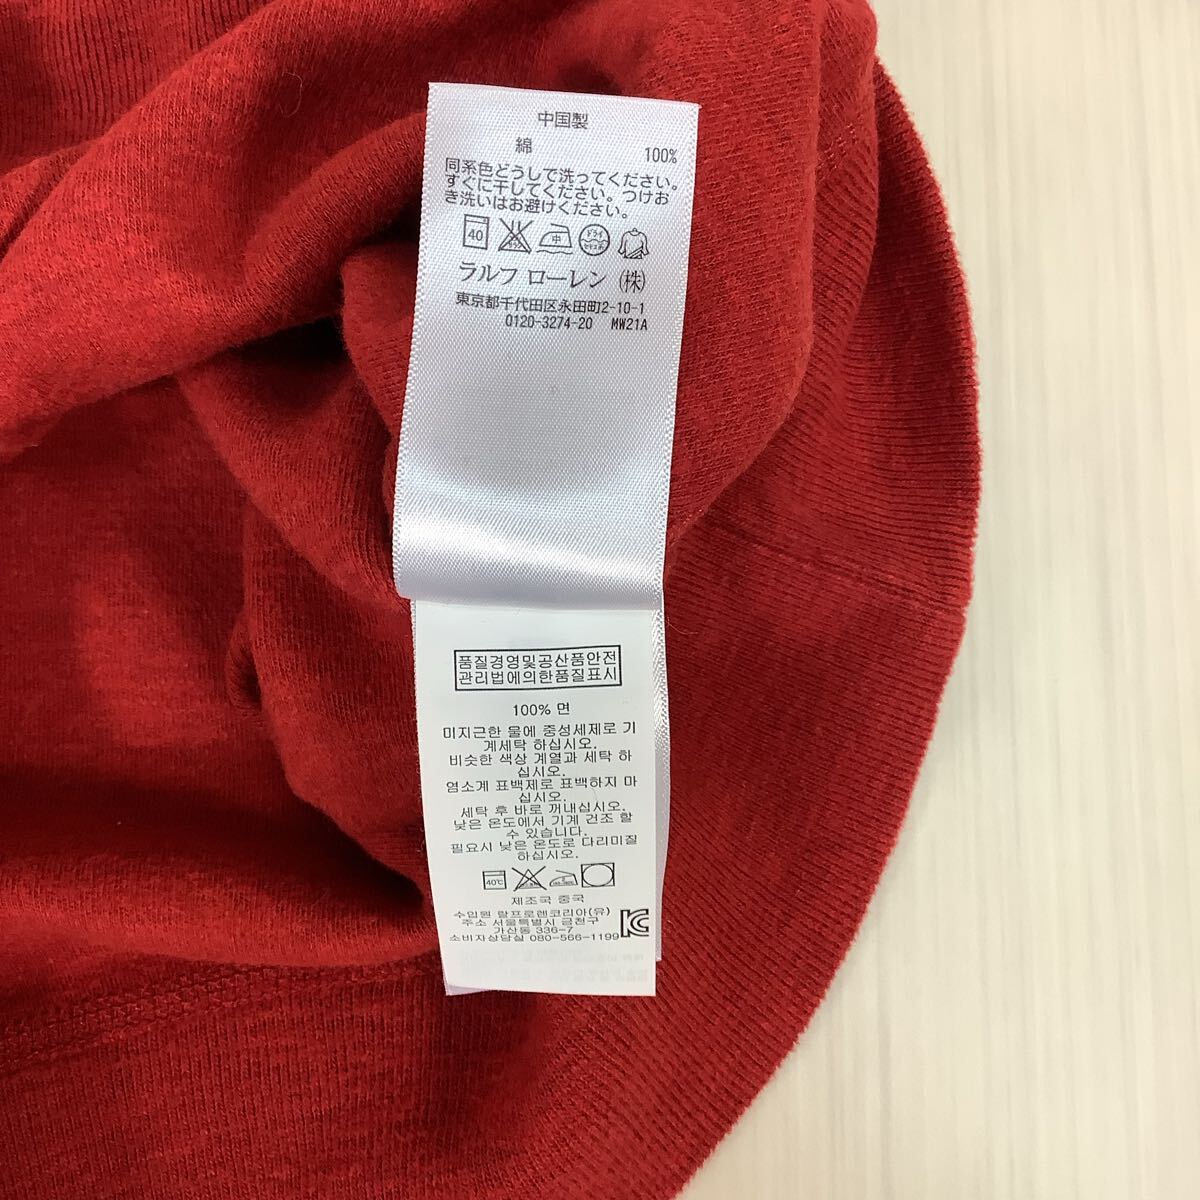 中国製
綿 100%
同系色どうしで洗ってください。
すぐに干してください。つけお
き洗いはお避けください。
40 中 ドライ
ラルフ ローレン (株)
東京都千代田区永田町2-10-1
0120-3274-20 MW21A
품질경영및공산품안전
관리법에의한품질표시
100% 면
미지근한 물에 중성세제로 기
계세탁 하십시오.
비슷한 색상 계열과 세탁 하
십시오.
염소계 표백제로 표백하지 마
십시오.
세탁 후 바로 꺼내십시오.
낮은 온도에서 기계 건조 할
수 있습니다.
필요시 낮은 온도로 다리미질
하십시오.
40℃
제조국 중국
수입원 랄프로렌코리아(유)
주소 서울특별시 금천구
가산동 336-7
소비자상담실 080-566-1199